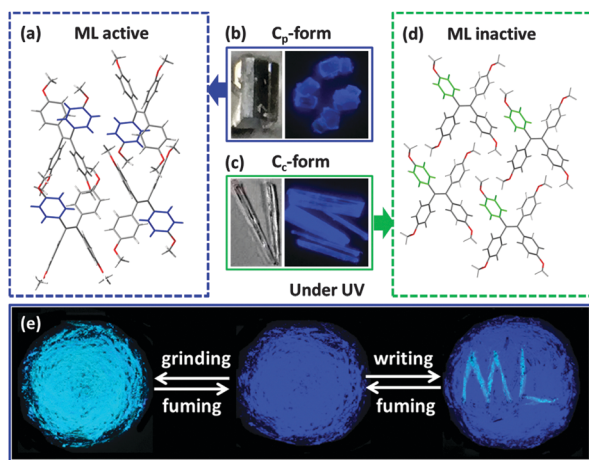 (a) ML active
(b) Cp-form
(c) Cc-form
Under UV
(d) ML inactive
(e)
grinding
fuming
writing
fuming
ML